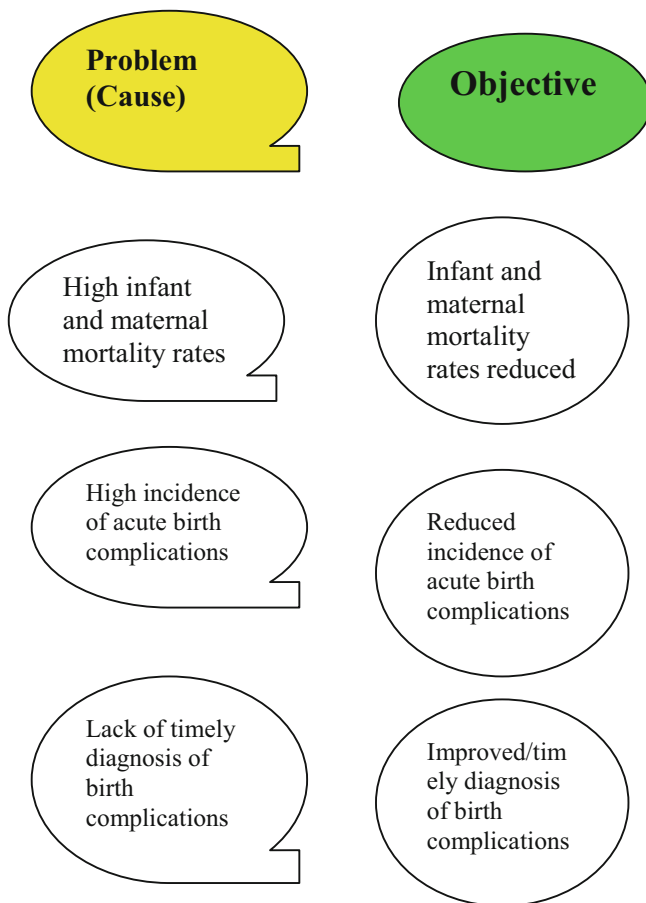 Problem
(Cause)
Objective
High infant
and maternal
mortality rates
Infant and
maternal
mortality
rates reduced
High incidence
of acute birth
complications
Reduced
incidence of
acute birth
complications
Lack of timely
diagnosis of
birth
complications
Improved/tim
ely diagnosis
of birth
complications